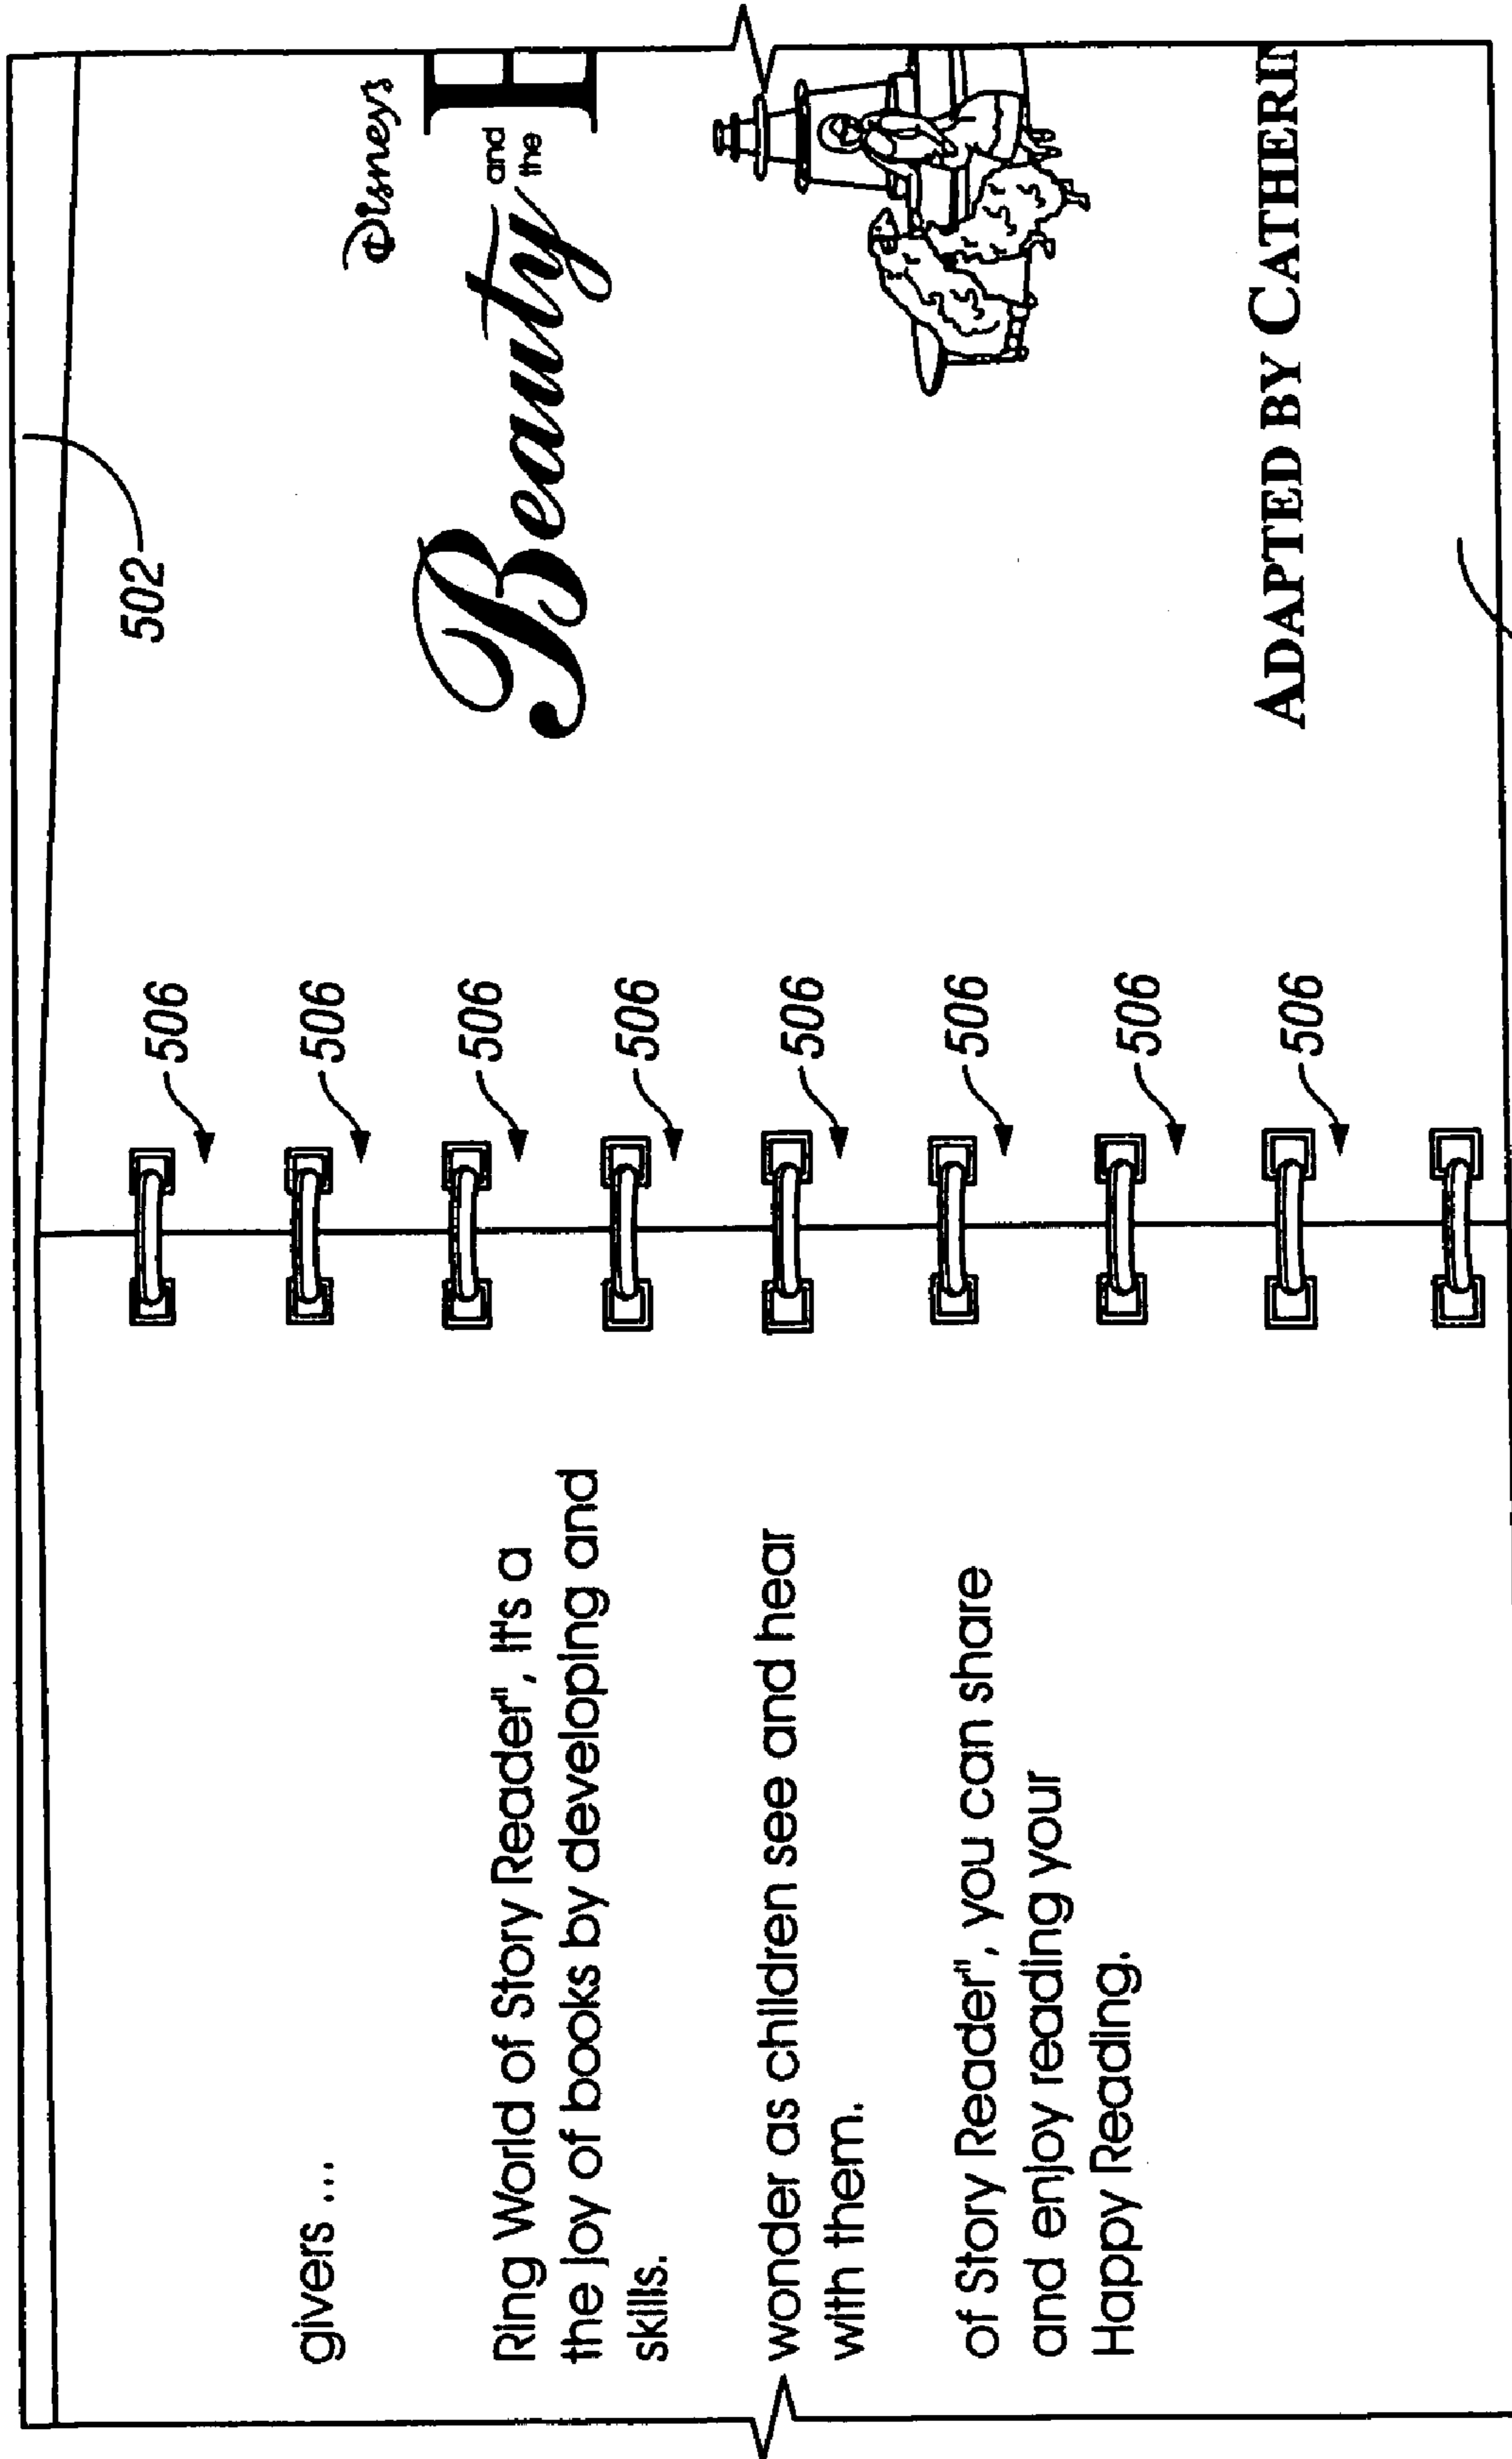 givers ...
Ring World of Story Reader", It's a
the joy of books by developing and
skills.
wonder as children see and hear
with them.
of Story Reader", you can share
and enjoy reading your
Happy Reading.
502
Disney's
Beauty and the
ADAPTED BY CATHERIN
506
506
506
506
506
506
506
506